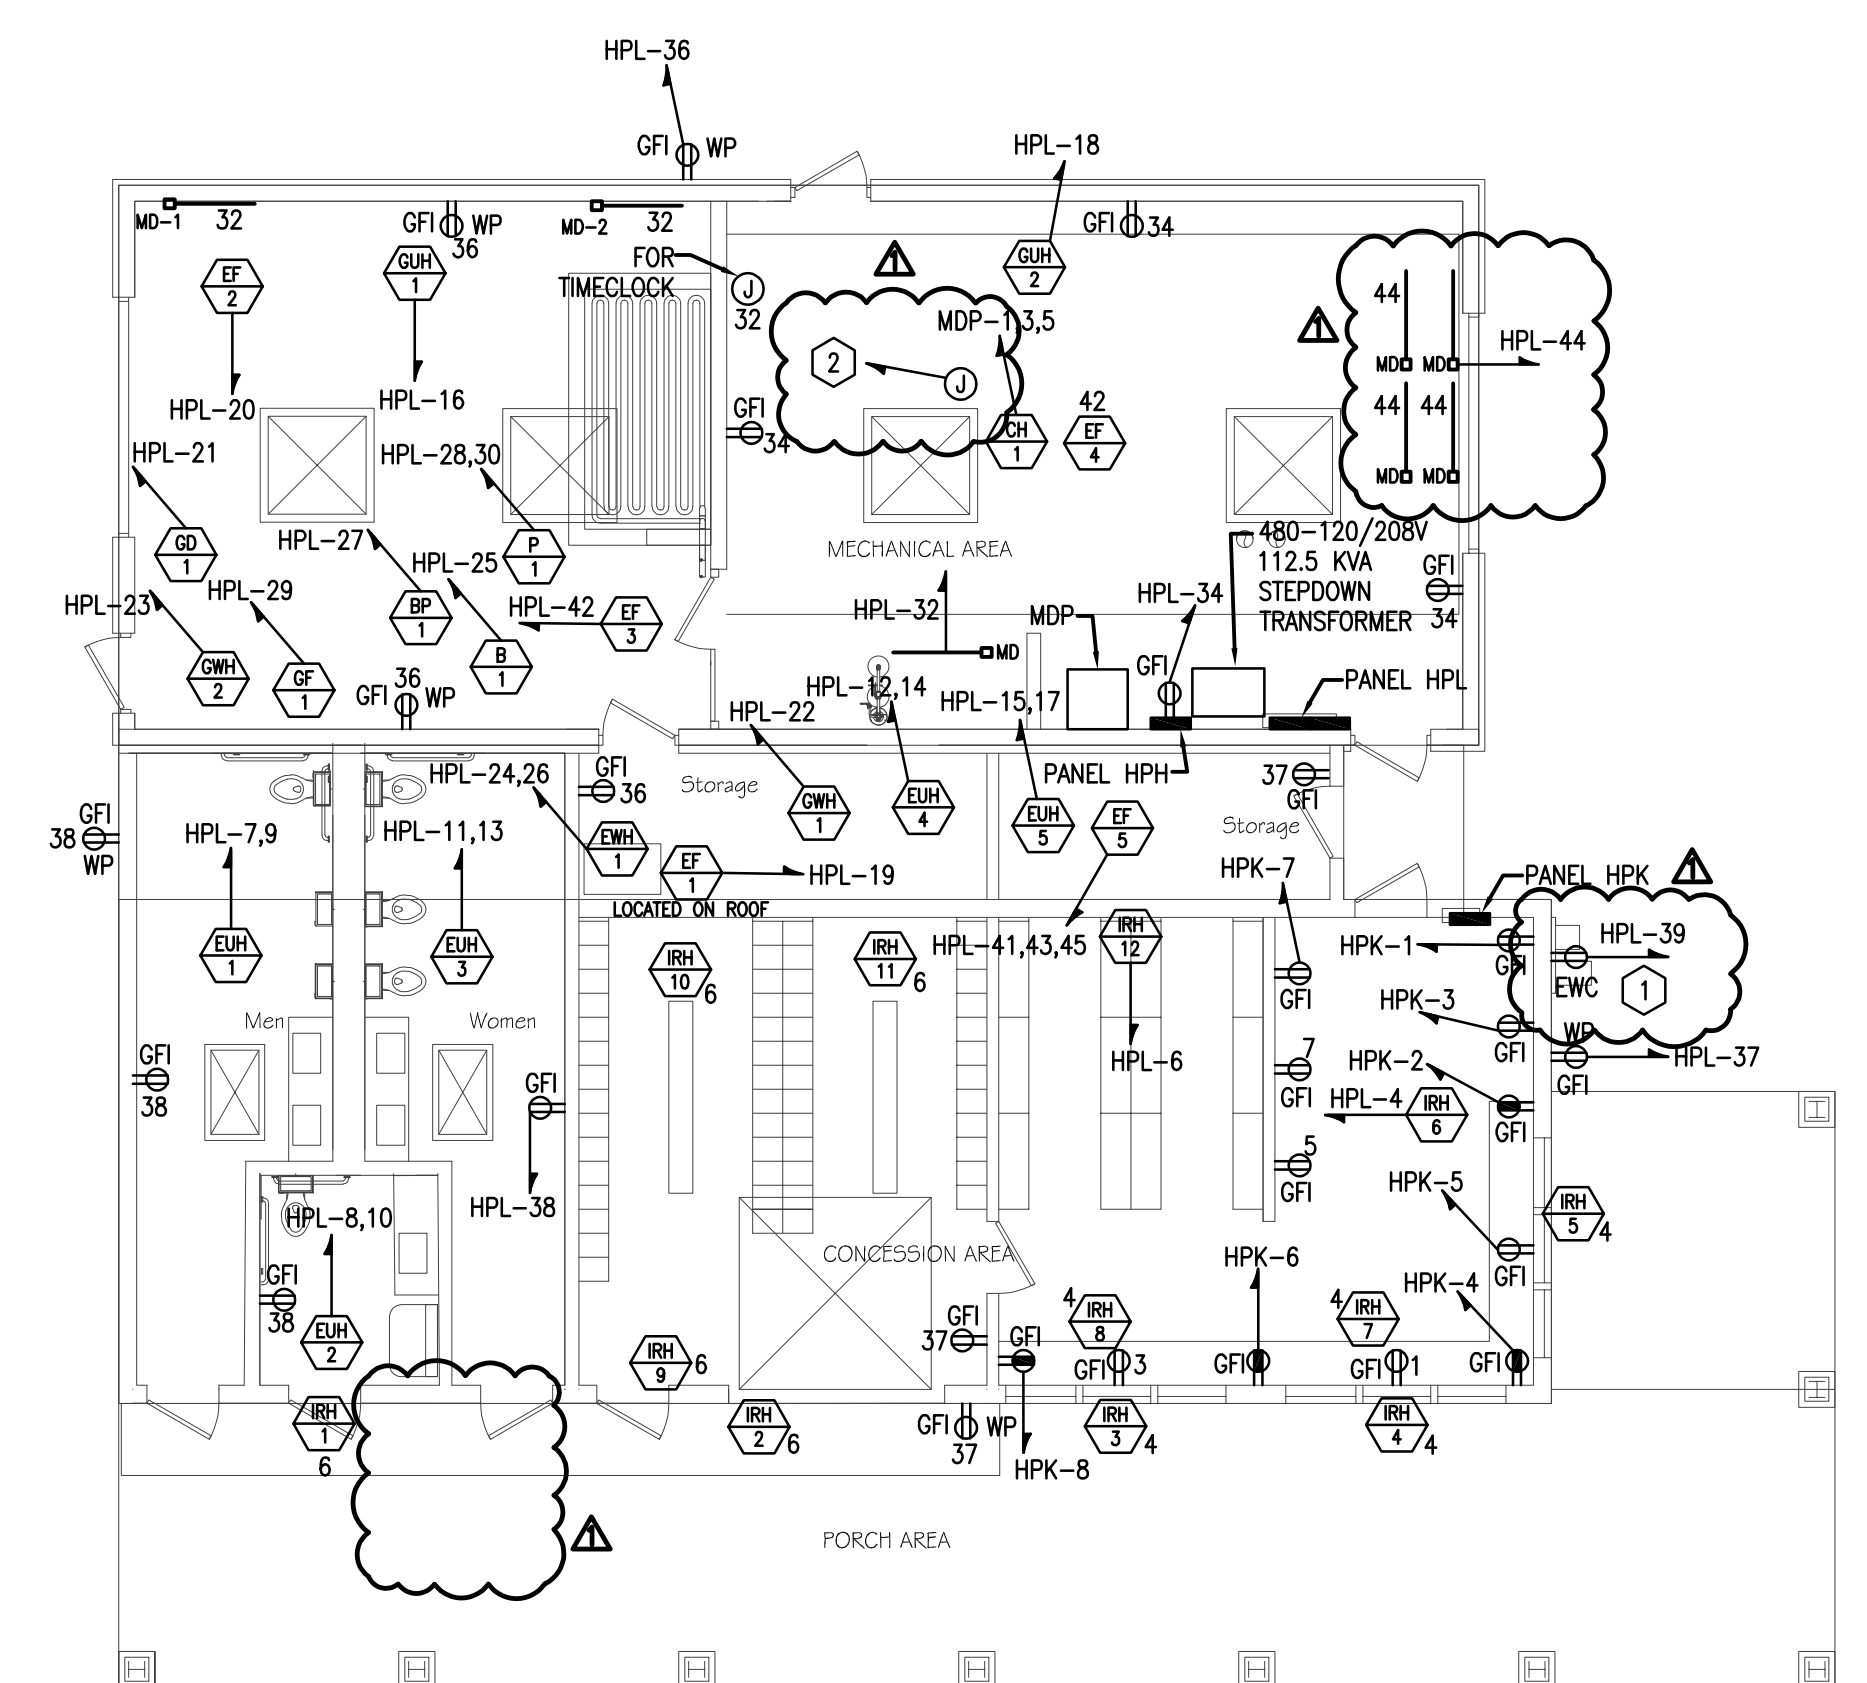 HPL-36
GFI WP
HPL-18
MD-1
32
GFI WP
36
MD-2
32
GFI 34
EF
2
GUH
1
FOR
TIMECLOCK
J
32
1
GUH
2
MDP-1,3,5
2
J
1
44
HPL-44
MD MD
44 44
MD MD
HPL-20
HPL-16
GFI
34
CH
1
42
EF
4
HPL-21
HPL-28,30
GD
1
HPL-27
P
1
HPL-25
MECHANICAL AREA
480-120/208V
112.5 KVA
STEPDOWN
TRANSFORMER
GFI
34
HPL-23
HPL-29
BP
1
HPL-42
EF
3
HPL-32
MDP
HPL-34
GWH
2
GF
1
B
1
MD
GFI
PANEL HPL
36
GFI WP
HPL-12,14
HPL-15,17
HPL-22
PANEL HPH
HPL-24,26
GFI
36
Storage
37
GFI
GFI
38
WP
HPL-7,9
HPL-11,13
EWH
1
GWH
1
EUH
4
EUH
5
EF
5
Storage
EF
1
HPL-19
HPK-7
PANEL HPK
1
LOCATED ON ROOF
EUH
1
EUH
3
IRH
10
6
IRH
11
6
HPL-41,43,45
IRH
12
HPK-1
GFI
HPL-39
EWC
1
GFI
HPK-3
GFI
WP
Men
Women
HPL-6
HPL-37
GFI
GFI
38
GFI
7
GFI
HPK-2
GFI
HPL-4
IRH
6
5
GFI
HPK-5
GFI
IRH
5
4
HPL-38
HPL-8,10
CONCESSION AREA
HPK-6
HPK-4
GFI
38
EUH
2
4
IRH
8
4
IRH
7
GFI
37
GFI
IRH
9
6
GFI 3
GFI
GFI 1
GFI
IRH
1
6
IRH
2
6
GFI WP
37
IRH
3
4
IRH
4
4
HPK-8
1
PORCH AREA